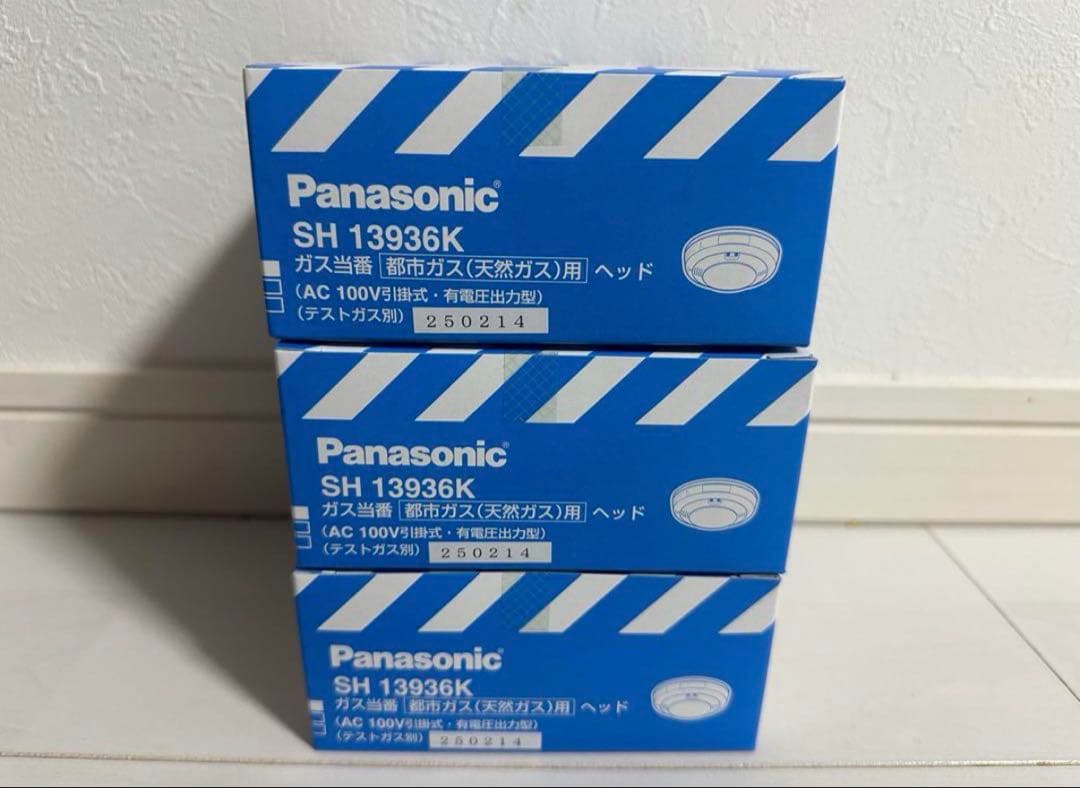 Panasonic®
SH 13936K
ガス当番 都市ガス(天然ガス)用 ヘッド
(AC 100V引掛式・有電圧出力型)
(テストガス別) 250214
Panasonic®
SH 13936K
ガス当番 都市ガス(天然ガス)用 ヘッド
(AC 100V引掛式・有電圧出力型)
(テストガス別) 250214
Panasonic®
SH 13936K
ガス当番 都市ガス(天然ガス)用 ヘッド
(AC 100V引掛式・有電圧出力型)
(テストガス別) 250214